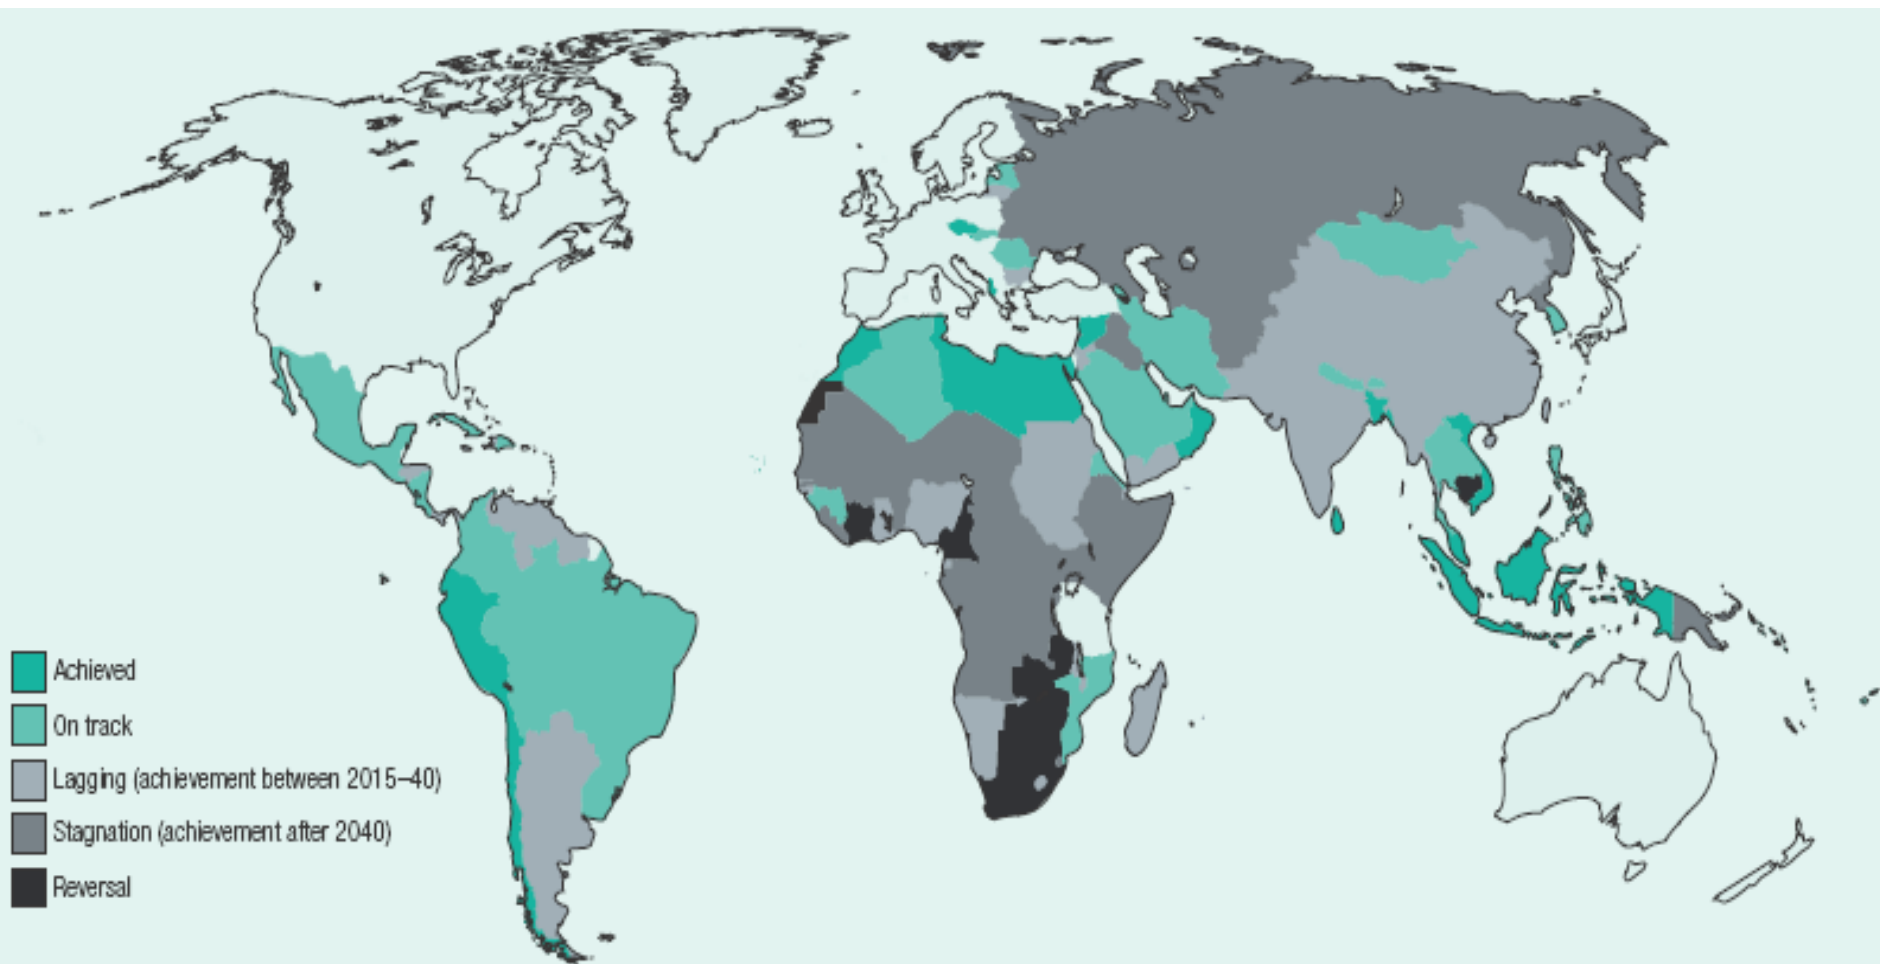 Achieved
On track
Lagging (achievement between 2015–40)
Stagnation (achievement after 2040)
Reversal